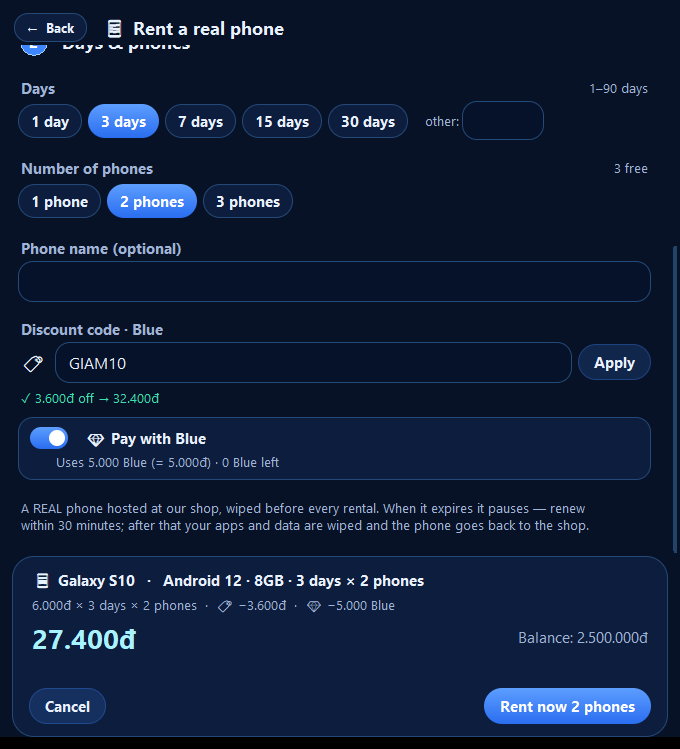 ← Back
Rent a real phone
2 Days & phones
Days
1–90 days
1 day
3 days
7 days
15 days
30 days
other:
Number of phones
3 free
1 phone
2 phones
3 phones
Phone name (optional)
Discount code · Blue
GIAM10
Apply
✓ 3.600đ off → 32.400đ
Pay with Blue
Uses 5.000 Blue (= 5.000đ) · 0 Blue left
A REAL phone hosted at our shop, wiped before every rental. When it expires it pauses — renew
within 30 minutes; after that your apps and data are wiped and the phone goes back to the shop.
Galaxy S10 · Android 12 · 8GB · 3 days × 2 phones
6.000đ × 3 days × 2 phones · −3.600đ · −5.000 Blue
27.400đ
Balance: 2.500.000đ
Cancel
Rent now 2 phones